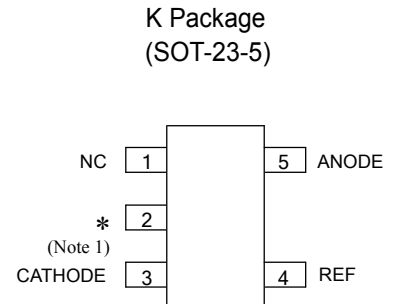 K Package
(SOT-23-5)
NC 1 5 ANODE
* 2
(Note 1)
CATHODE 3 4 REF